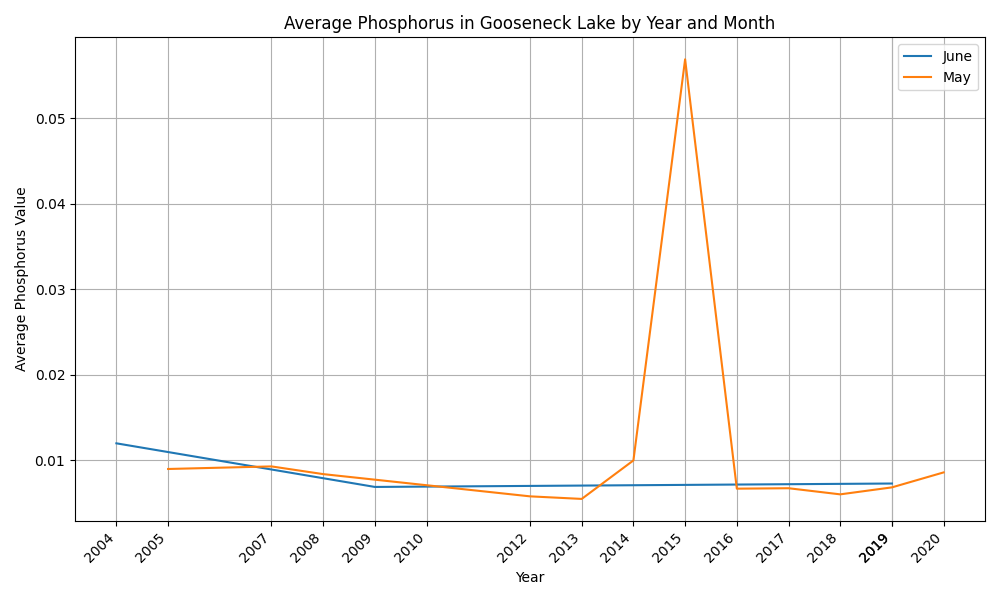 Average Phosphorus in Gooseneck Lake by Year and Month
June
May
Average Phosphorus Value
0.05
0.04
0.03
0.02
0.01
2004 2005 2007 2008 2009 2010 2012 2013 2014 2015 2016 2017 2018 2019 2020
Year